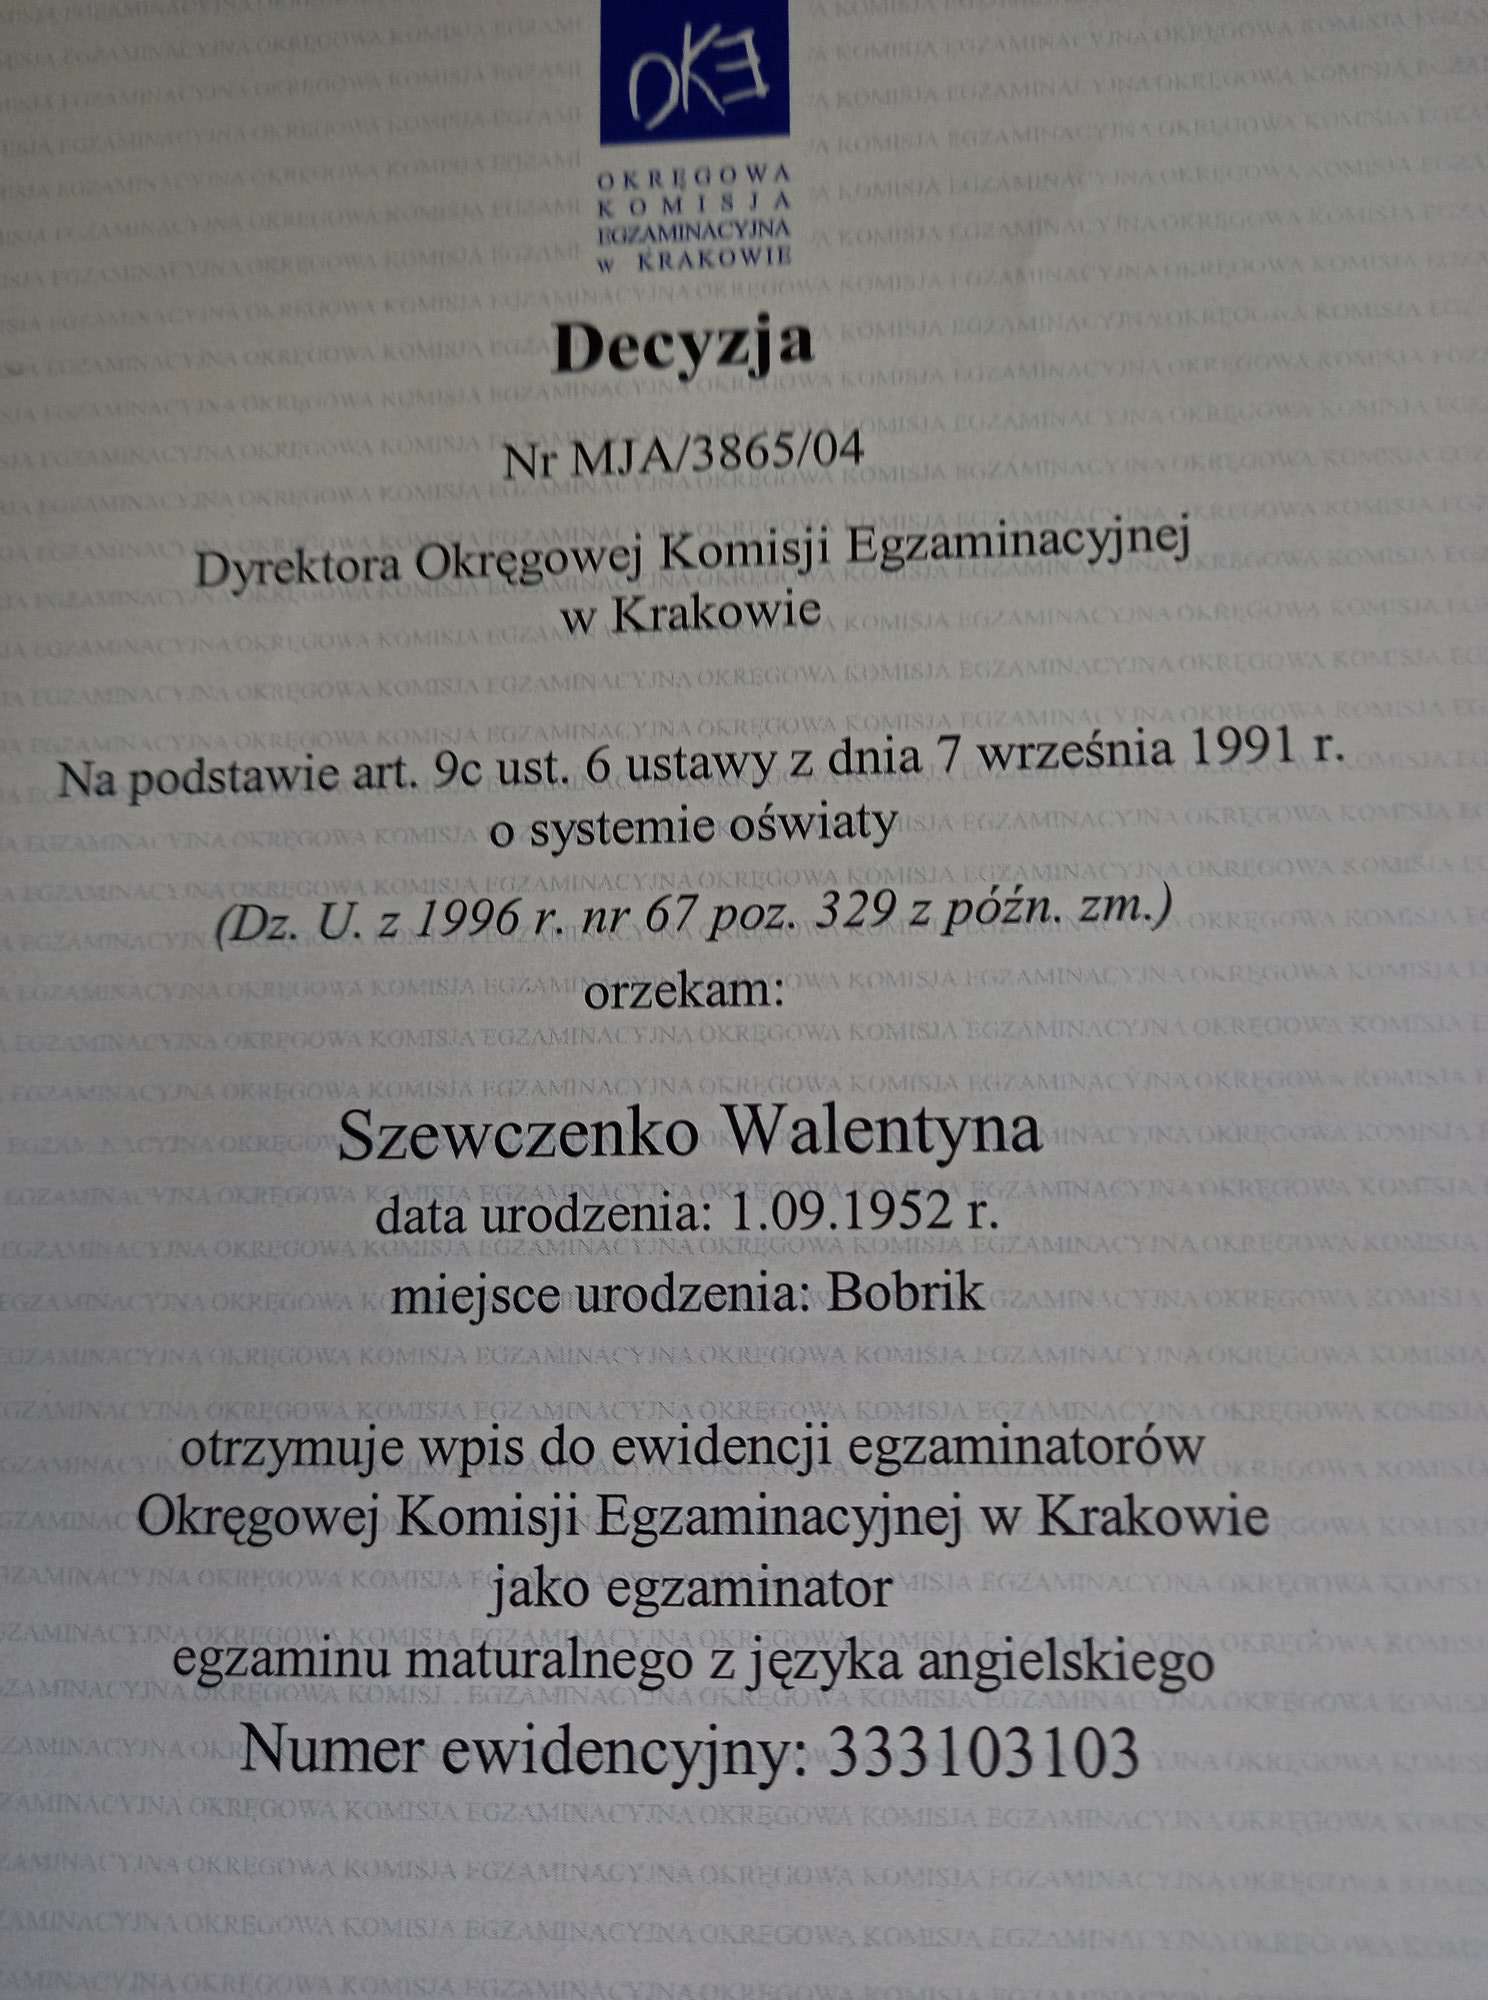 OKE
OKRĘGOWA
KOMISJA
EGZAMINACYJNA
w KRAKOWIE
Decyzja
Nr MJA/3865/04
Dyrektora Okręgowej Komisji Egzaminacyjnej
w Krakowie
Na podstawie art. 9c ust. 6 ustawy z dnia 7 września 1991 r.
o systemie oświaty
(Dz. U. z 1996 r. nr 67 poz. 329 z późn. zm.)
orzekam:
Szewczenko Walentyna
data urodzenia: 1.09.1952 r.
miejsce urodzenia: Bobrik
otrzymuje wpis do ewidencji egzaminatorów
Okręgowej Komisji Egzaminacyjnej w Krakowie
jako egzaminator
egzaminu maturalnego z języka angielskiego
Numer ewidencyjny: 333103103